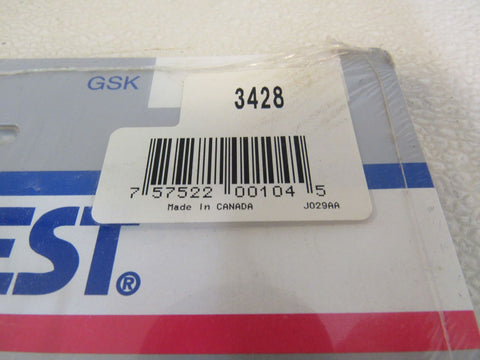 GSK
3428
7 57522 00104 5
Made In CANADA J029AA
EST®